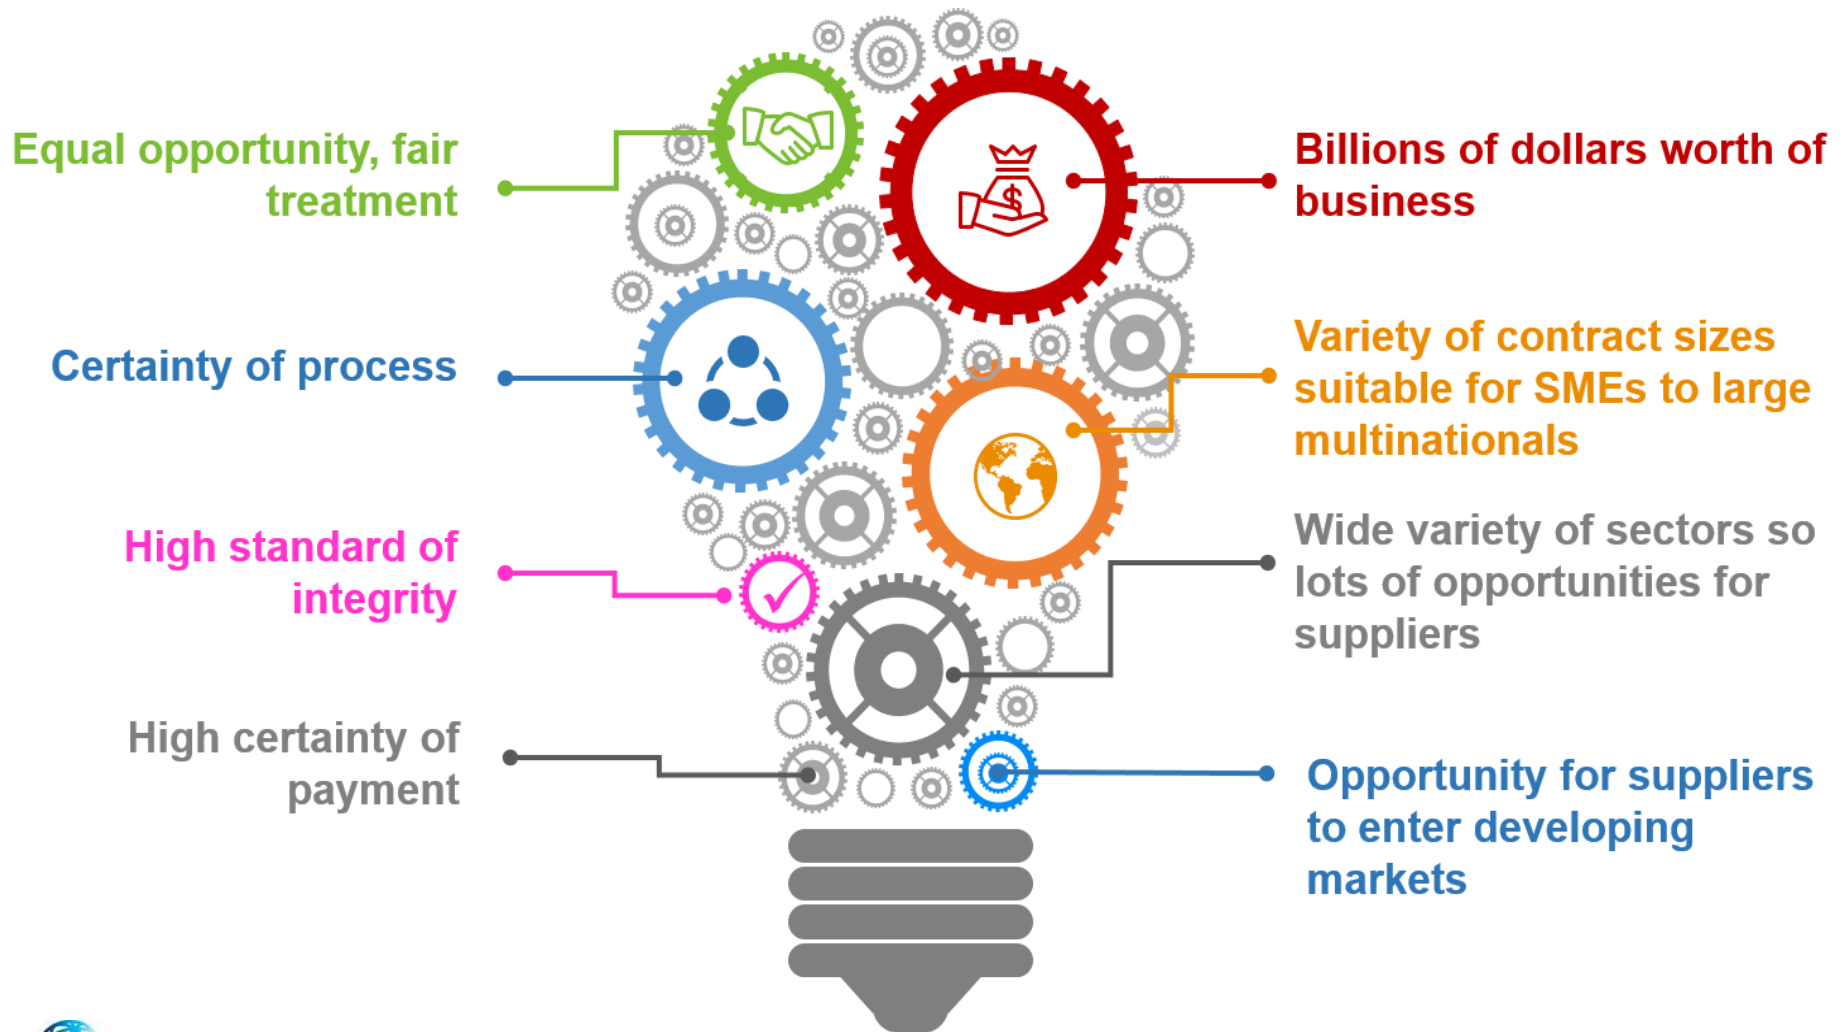 Equal opportunity, fair
treatment
Certainty of process
High standard of
integrity
High certainty of
payment
Billions of dollars worth of
business
Variety of contract sizes
suitable for SMEs to large
multinationals
Wide variety of sectors so
lots of opportunities for
suppliers
Opportunity for suppliers
to enter developing
markets
$